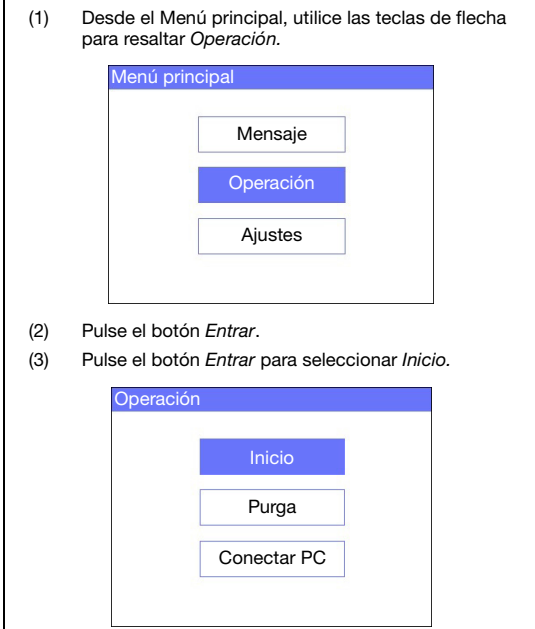 (1) Desde el Menú principal, utilice las teclas de flecha
para resaltar Operación.
Menú principal
Mensaje
Operación
Ajustes
(2) Pulse el botón Entrar.
(3) Pulse el botón Entrar para seleccionar Inicio.
Operación
Inicio
Purga
Conectar PC